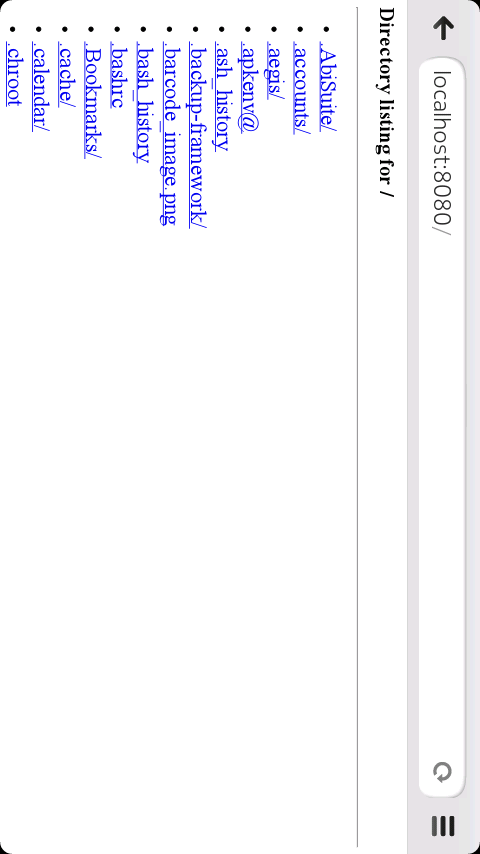 localhost:8080/
Directory listing for /
.AbiSuite/
.accounts/
.aegis/
.apkenv@
.ash_history
.backup-framework/
.barcode_image.png
.bash_history
.bashrc
.Bookmarks/
.cache/
.calendar/
.chroot